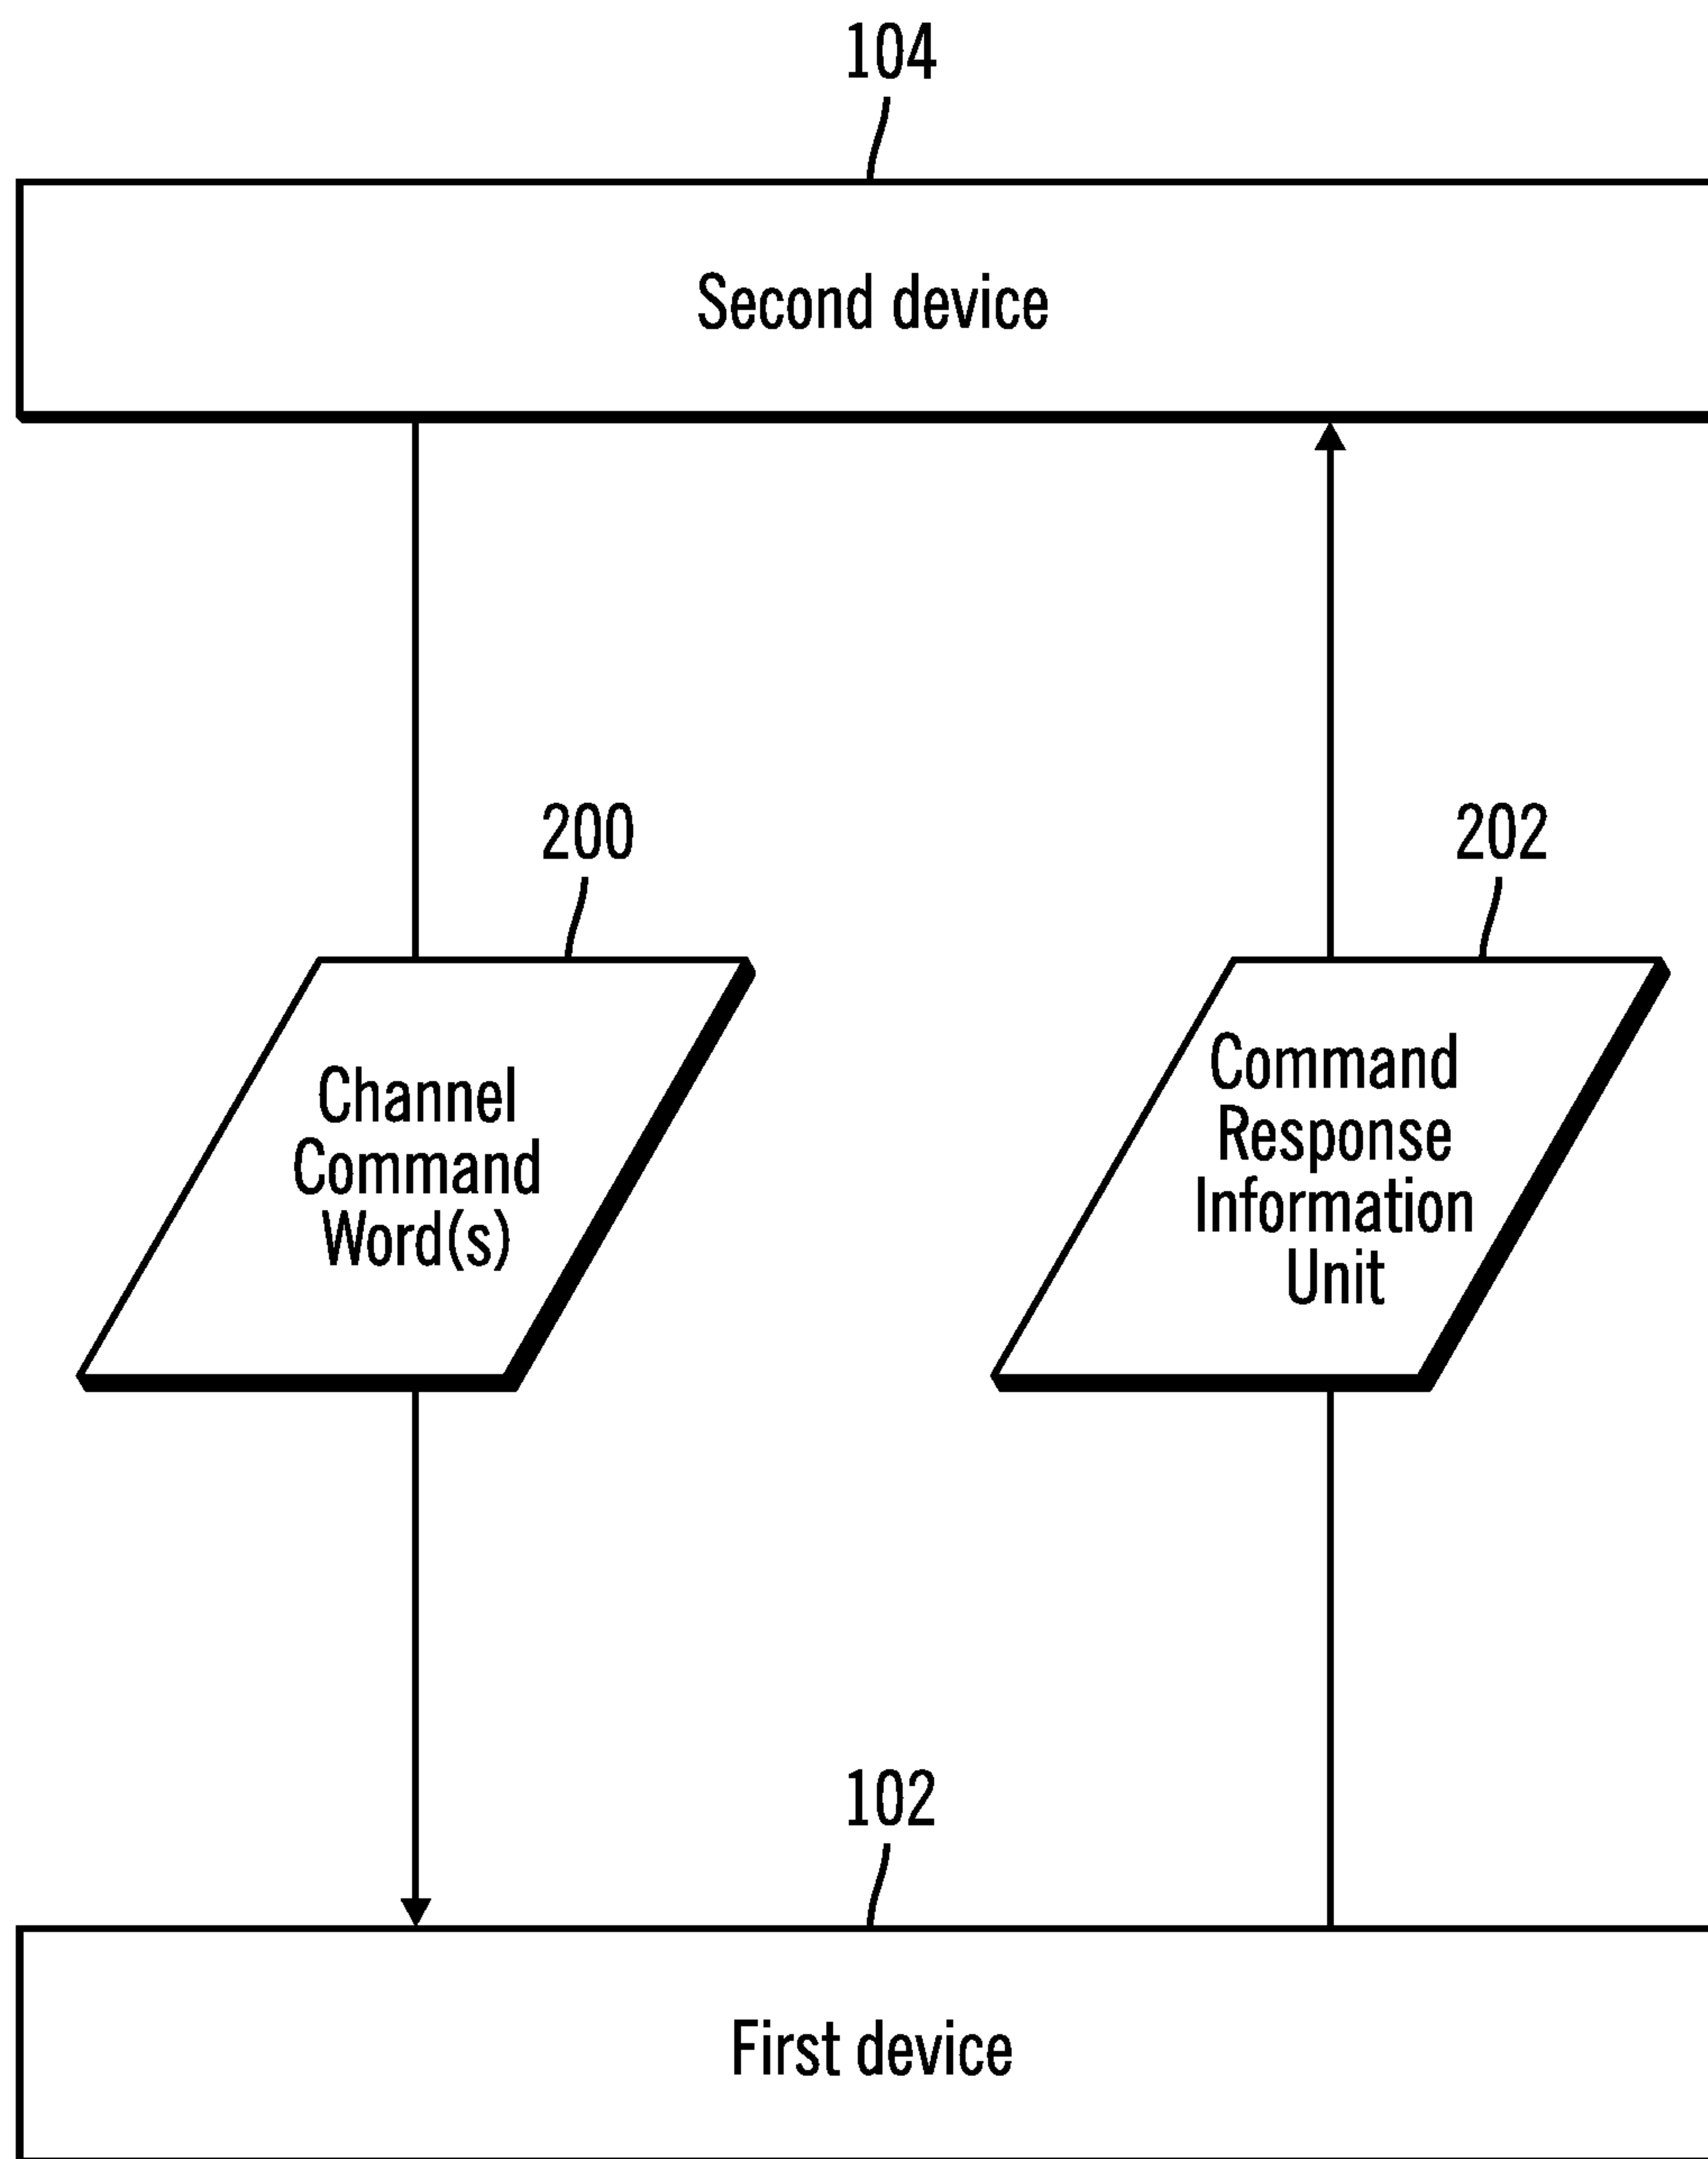 104
Second device
200
202
Channel
Command
Word(s)
Command
Response
Information
Unit
102
First device